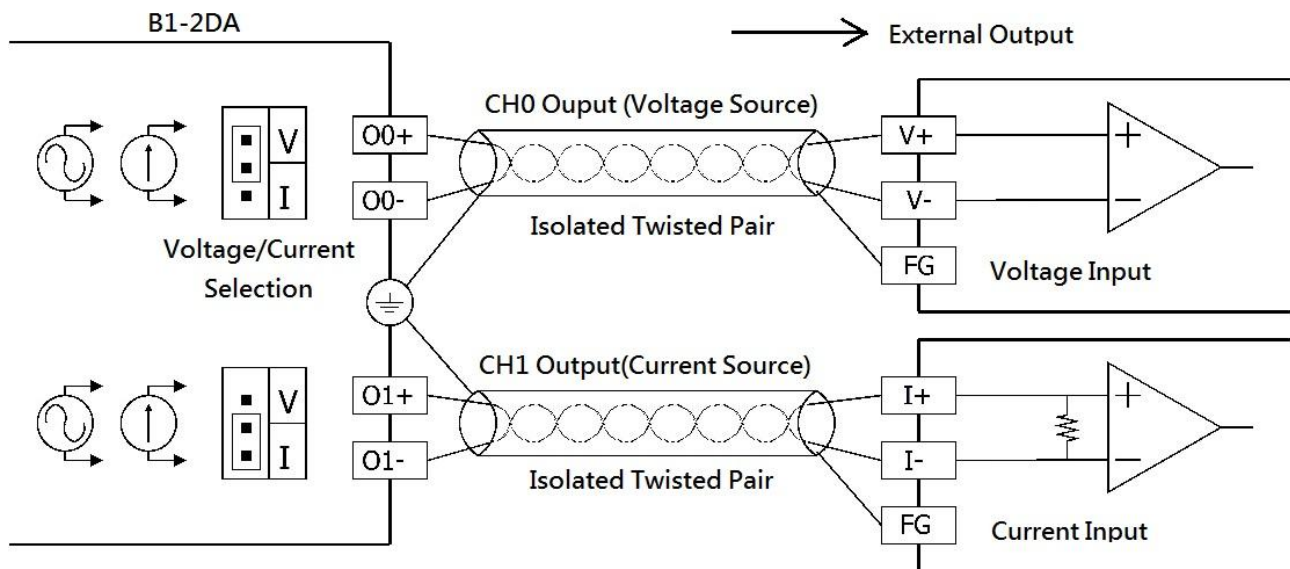 B1-2DA
External Output
CH0 Ouput (Voltage Source)
V
I
O0+
O0-
V+
V-
FG
+
−
Isolated Twisted Pair
Voltage/Current
Selection
Voltage Input
CH1 Output(Current Source)
V
I
O1+
O1-
I+
I-
FG
+
−
Isolated Twisted Pair
Current Input